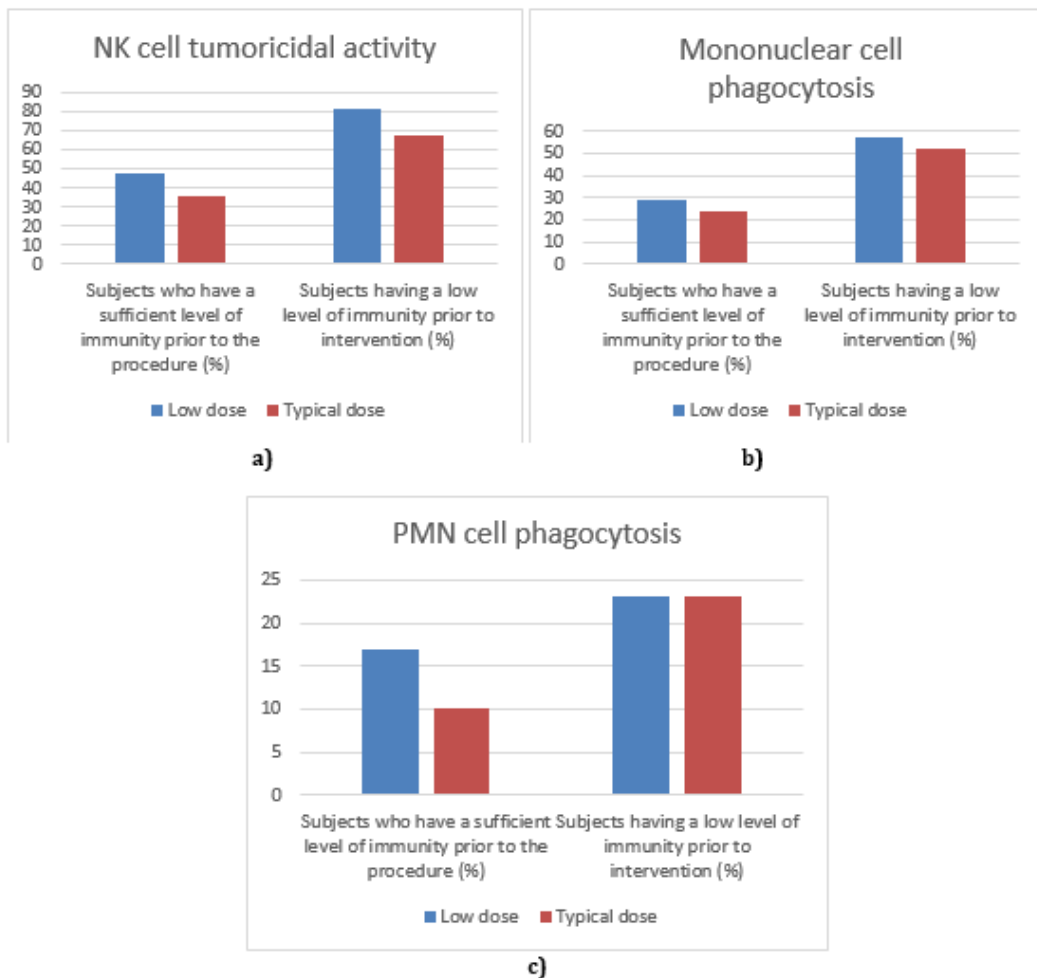 NK cell tumoricidal activity
90
80
70
60
50
40
30
20
10
0
Subjects who have a
sufficient level of
immunity prior to the
procedure (%)
Subjects having a low
level of immunity prior to
intervention (%)
Low dose Typical dose
a)
Mononuclear cell
phagocytosis
60
50
40
30
20
10
0
Subjects who have a
sufficient level of
immunity prior to the
procedure (%)
Subjects having a low
level of immunity prior to
intervention (%)
Low dose Typical dose
b)
PMN cell phagocytosis
25
20
15
10
5
0
Subjects who have a sufficient
level of immunity prior to the
procedure (%)
Subjects having a low level of
immunity prior to
intervention (%)
Low dose Typical dose
c)